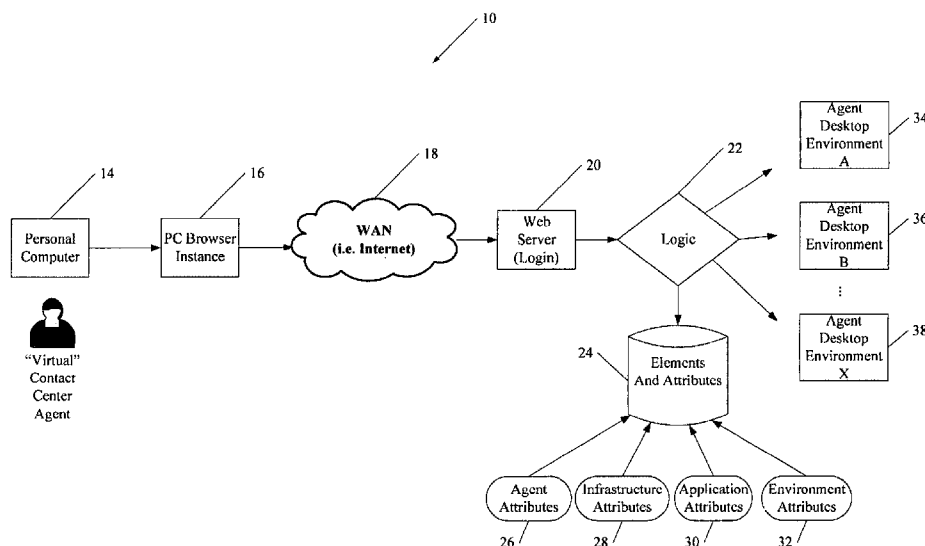 10
14
16
18
20
22
34
36
38
Personal
Computer
PC Browser
Instance
WAN
(i.e. Internet)
Web
Server
(Login)
Logic
Agent
Desktop
Environment
A
Agent
Desktop
Environment
B
...
Agent
Desktop
Environment
X
“Virtual”
Contact
Center
Agent
24
Elements
And Attributes
Agent
Attributes
Infrastructure
Attributes
Application
Attributes
Environment
Attributes
26
28
30
32